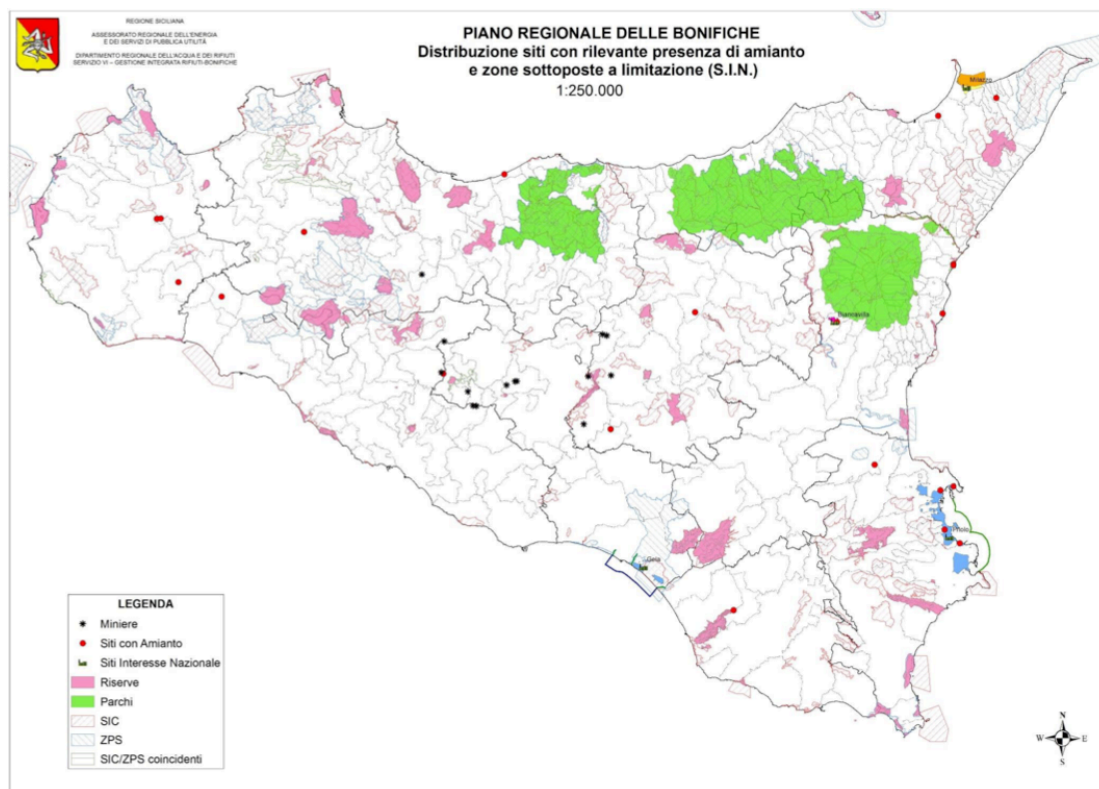 REGIONE SICILIANA
ASSESSORATO REGIONALE DELL'ENERGIA
E DEI SERVIZI DI PUBBLICA UTILITÀ
DIPARTIMENTO REGIONALE DELL'ACQUA E DEI RIFIUTI
SERVIZIO VI – GESTIONE INTEGRATA RIFIUTI-BONIFICHE
PIANO REGIONALE DELLE BONIFICHE
Distribuzione siti con rilevante presenza di amianto
e zone sottoposte a limitazione (S.I.N.)
1:250.000
Milazzo
Biancavilla
Priolo
Gela
LEGENDA
Miniere
Siti con Amianto
Siti Interesse Nazionale
Riserve
Parchi
SIC
ZPS
SIC/ZPS coincidenti
N
W E
S